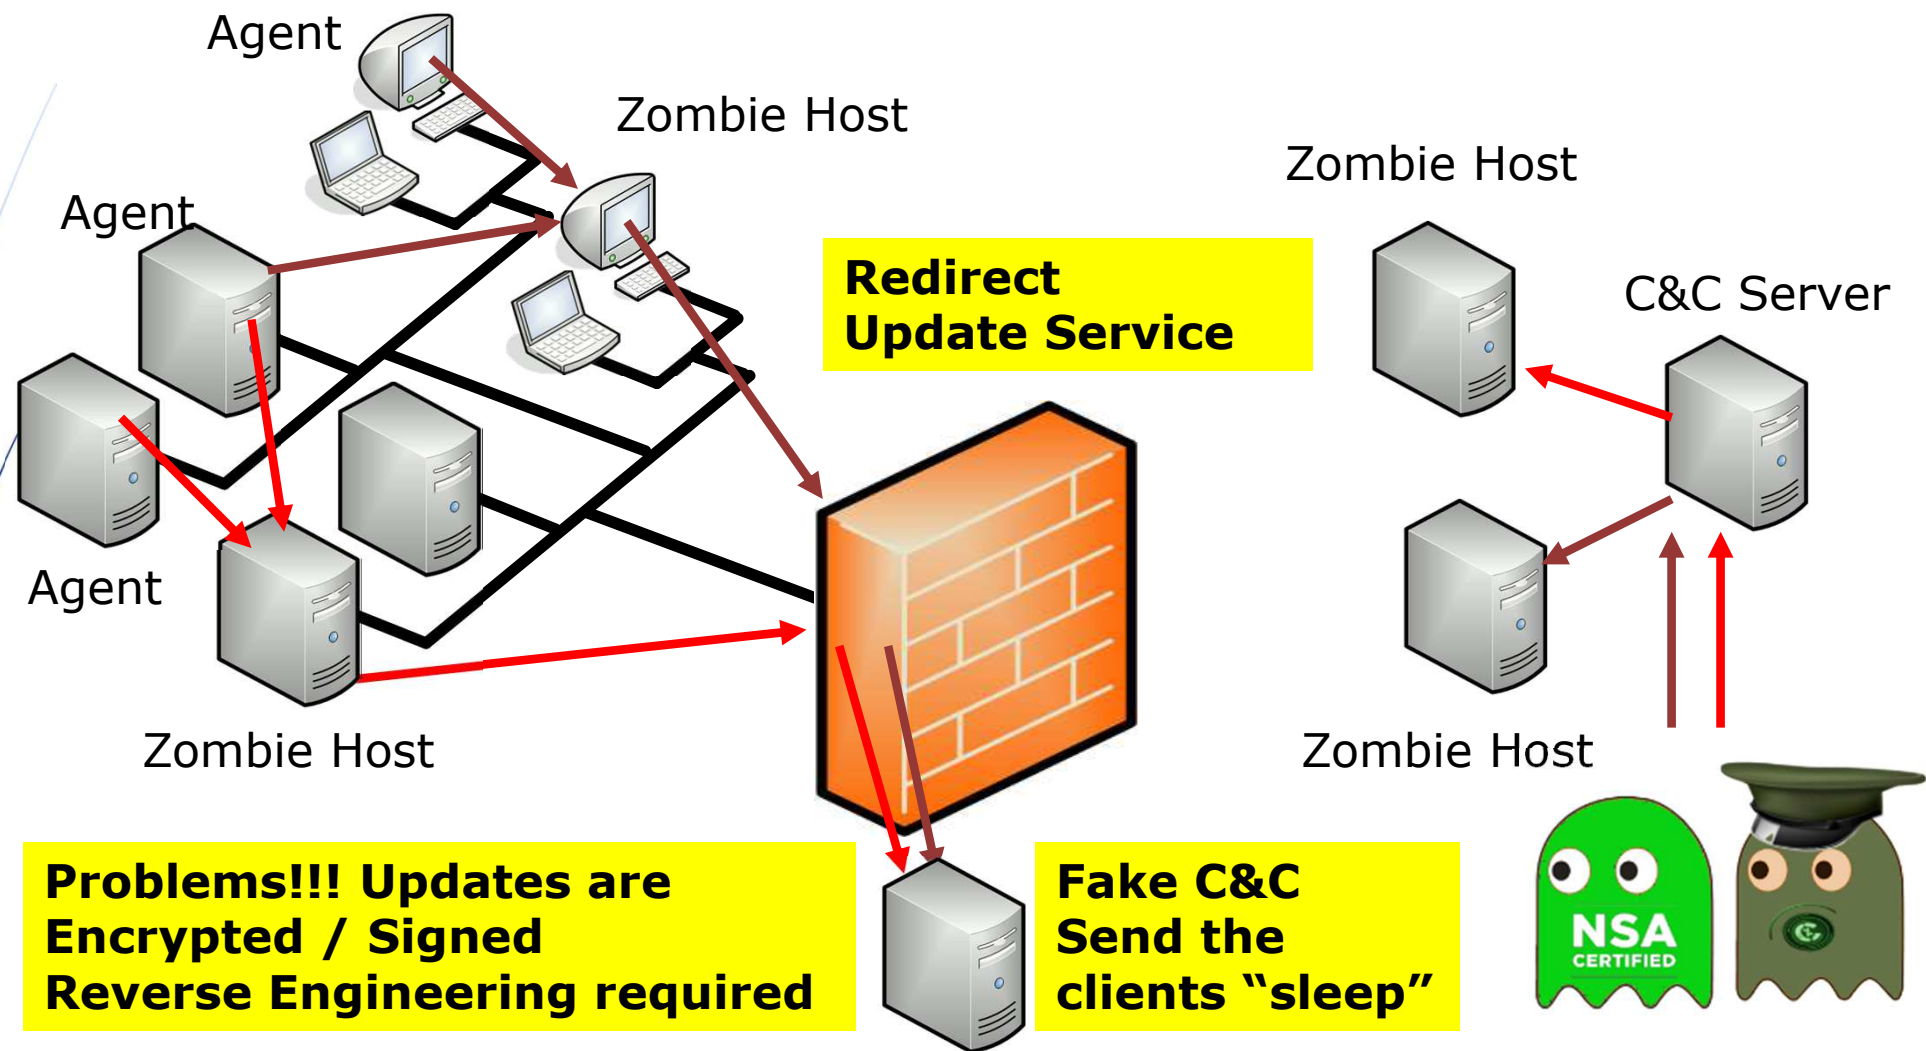 Agent
Zombie Host
Zombie Host
Agent
C&C Server
Redirect
Update Service
Agent
Zombie Host
Zombie Host
Problems!!! Updates are
Encrypted / Signed
Reverse Engineering required
Fake C&C
Send the
clients “sleep”
NSA
CERTIFIED